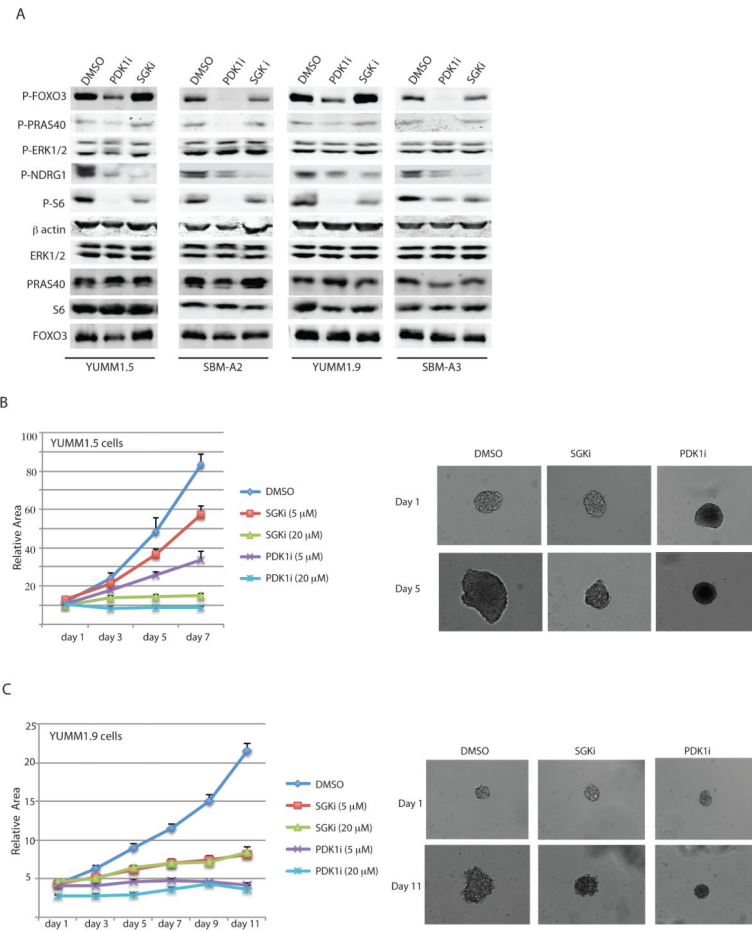 A
DMSO PDK1i SGKi DMSO PDK1i SGK i DMSO PDK1i SGKi DMSO PDK1i SGKi
P-FOXO3
P-PRAS40
P-ERK1/2
P-NDRG1
P-S6
β actin
ERK1/2
PRAS40
S6
FOXO3
YUMM1.5 SBM-A2 YUMM1.9 SBM-A3
B
YUMM1.5 cells
Relative Area
100
80
60
40
20
day 1 day 3 day 5 day 7
DMSO
SGKi (5 μM)
SGKi (20 μM)
PDK1i (5 μM)
PDK1i (20 μM)
DMSO SGKi PDK1i
Day 1
Day 5
C
YUMM1.9 cells
Relative Area
25
20
15
10
5
day 1 day 3 day 5 day 7 day 9 day 11
DMSO
SGKi (5 μM)
SGKi (20 μM)
PDK1i (5 μM)
PDK1i (20 μM)
DMSO SGKi PDK1i
Day 1
Day 11